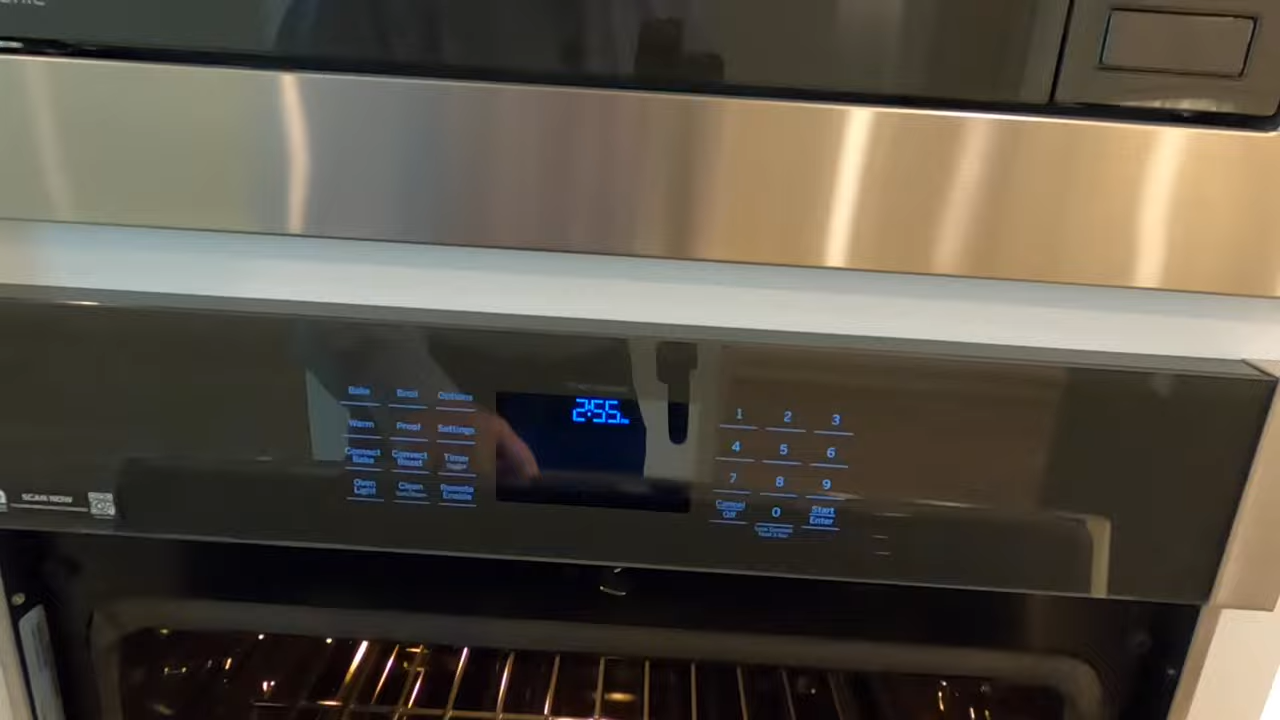 Bake Broil Options
2:55
1 2 3
Warm Proof Settings
4 5 6
Convect Bake Convect Roast Timer
7 8 9
Oven Light Clean Remote Enable
SCAN NOW
Cancel Off 0 Start Enter